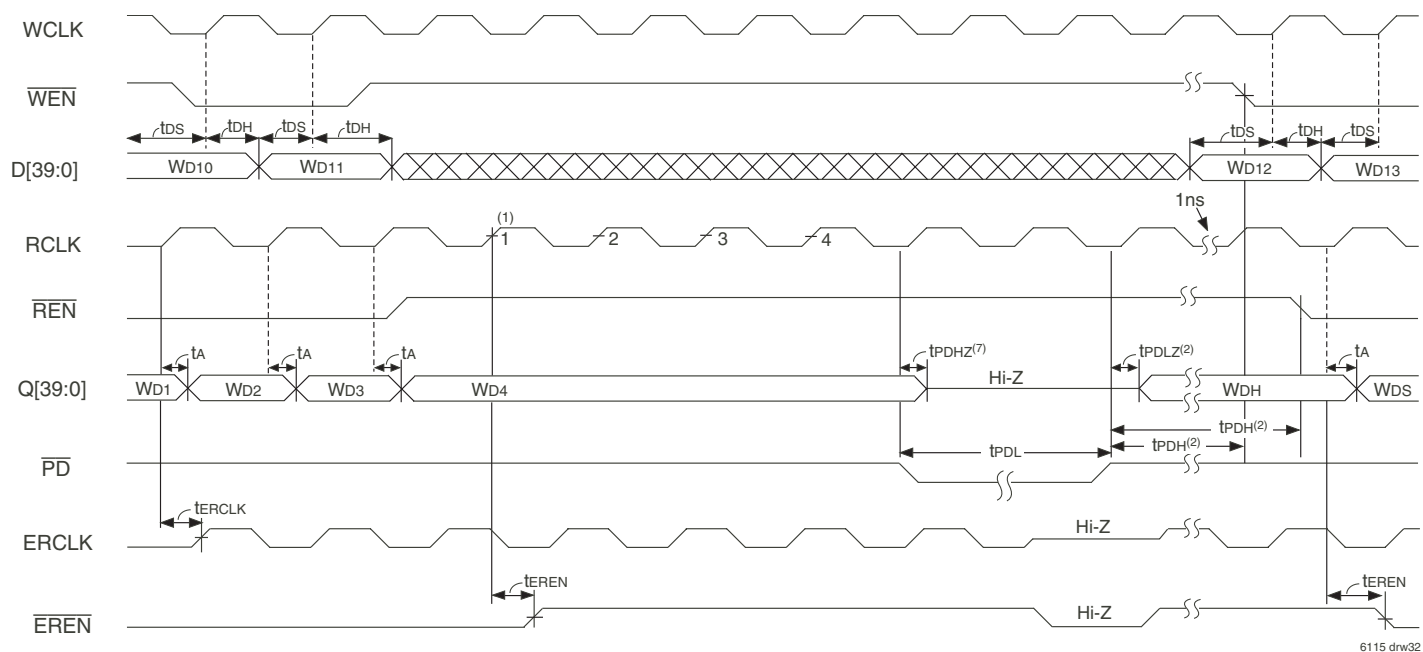 WCLK
WEN
tDS tDH tDS tDH tDS tDH tDS
D[39:0] WD10 WD11 WD12 WD13
1ns
(1)
RCLK 1 2 3 4
REN
tA tA tA tPDHZ(7) tPDLZ(2) tA
Q[39:0] WD1 WD2 WD3 WD4 Hi-Z WDH WDS
tPDH(2)
tPDL tPDH(2)
PD
tERCLK
ERCLK Hi-Z
tEREN tEREN
EREN Hi-Z
6115 drw32